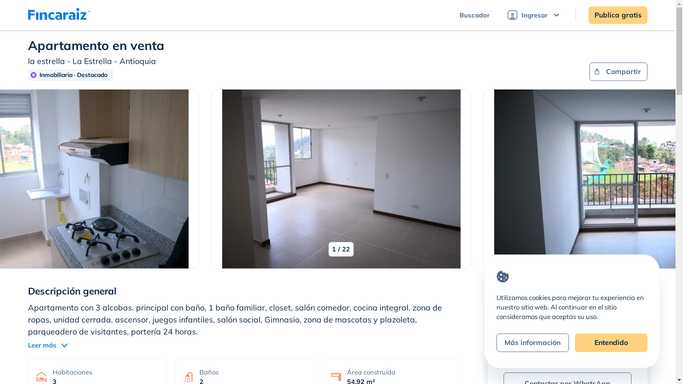 Fincaraiz
Buscador
Ingresar
Publica gratis
Apartamento en venta
la estrella - La Estrella - Antioquia
Inmobiliaria · Destacado
Compartir
1 / 22
Descripción general
Apartamento con 3 alcobas. principal con baño, 1 baño familiar, closet, salón comedor, cocina integral, zona de
ropas, unidad cerrada, ascensor, juegos infantiles, salón social, Gimnasio, zona de mascotas y plazoleta,
parqueadero de visitantes, portería 24 horas.
Leer más
Habitaciones
3
Baños
2
Área construida
54,92 m²
Utilizamos cookies para mejorar tu experiencia en
nuestro sitio web. Al continuar en el sitio
consideramos que aceptas su uso.
Más información
Entendido
Contactar por WhatsApp